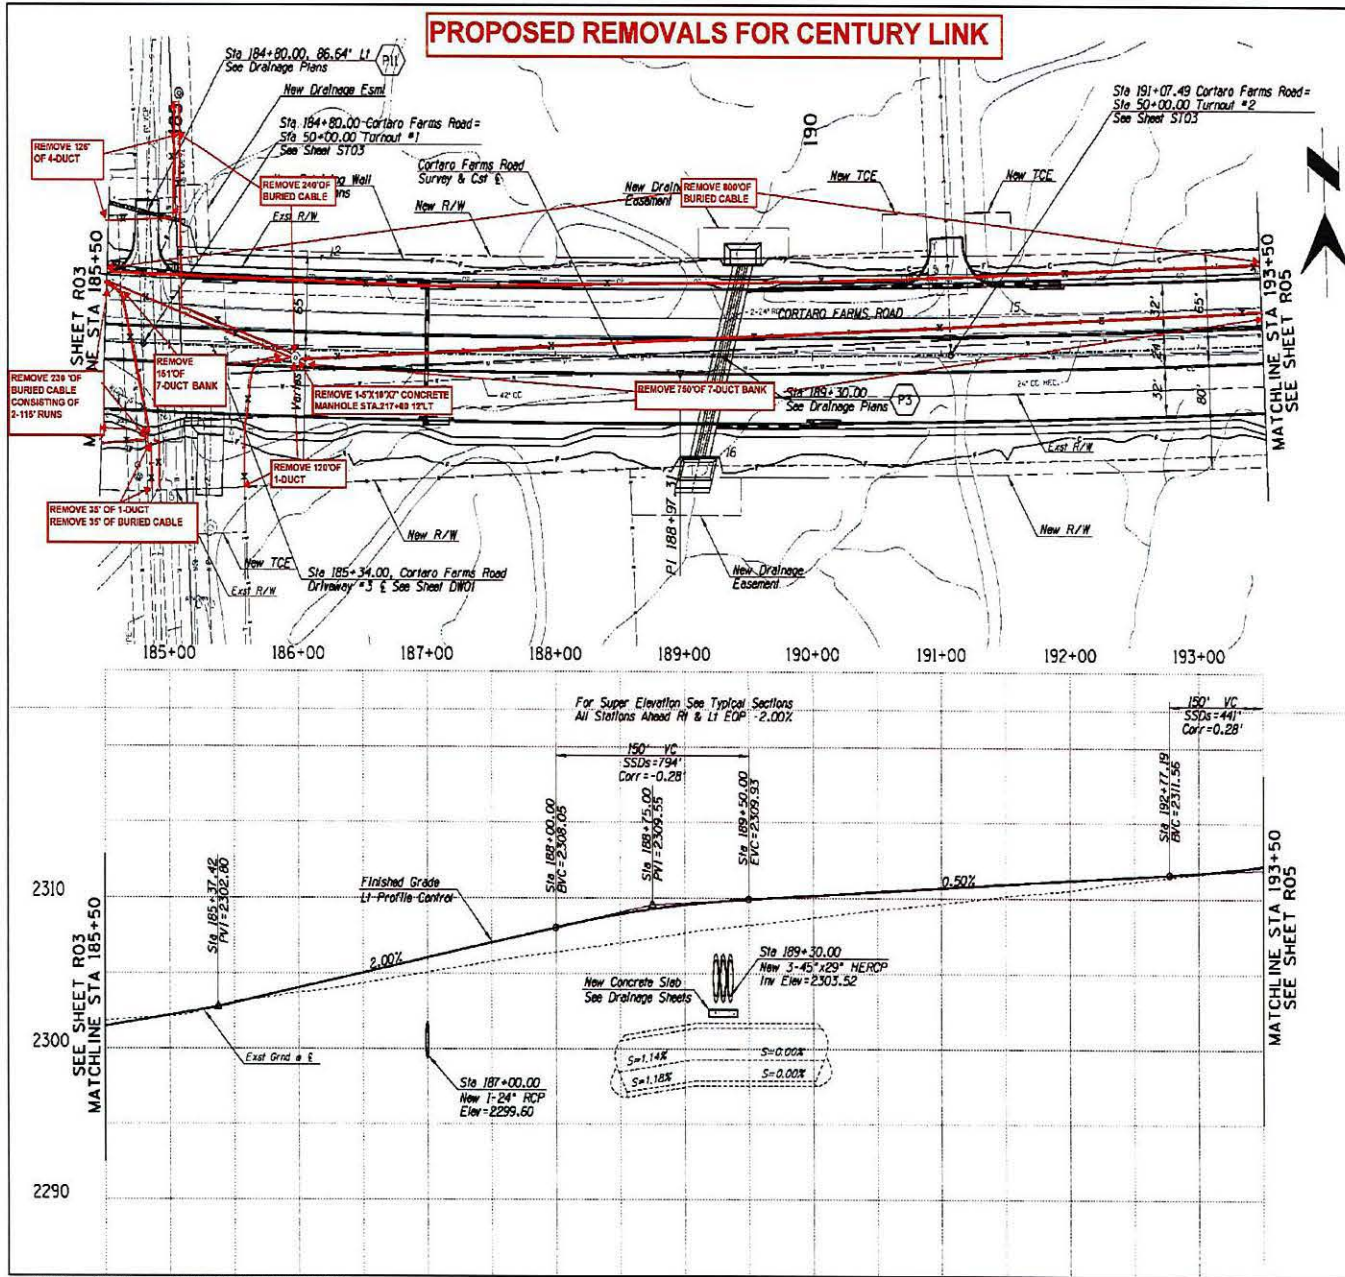 PROPOSED REMOVALS FOR CENTURY LINK
Sta 184+80.00, 86.64' Lt
See Drainage Plans
P11
New Drainage Esmt
Sta 184+80.00 Cortaro Farms Road=
Sta 50+00.00 Turnout #1
See Sheet ST03
Cortaro Farms Road
Survey & Cst ℄
190
Sta 191+07.49 Cortaro Farms Road=
Sta 50+00.00 Turnout #2
See Sheet ST03
REMOVE 126'
OF 4-DUCT
REMOVE 240'OF
BURIED CABLE
Wall
Exst R/W
New R/W
New
Easement
REMOVE 800'OF
BURIED CABLE
New TCE
New TCE
N
SHEET R03
STA 185+50
12
65'
CORTARO FARMS ROAD
15
32'
65'
24'
32'
80'
MATCHLINE STA 193+50
SEE SHEET R05
REMOVE
151'OF
7-DUCT BANK
REMOVE 239 'OF
BURIED CABLE
CONSISTING OF
2-115' RUNS
Varies
REMOVE 1-5'X10'X7' CONCRETE
MANHOLE STA.217+60 12'LT
42" CC
REMOVE 750'OF 7-DUCT BANK
Sta 189+30.00
See Drainage Plans
P3
Exst R/W
16
REMOVE 120'OF
1-DUCT
REMOVE 35' OF 1-DUCT
REMOVE 35' OF BURIED CABLE
New R/W
New R/W
New TCE
Exst R/W
Sta 185+34.00, Cortaro Farms Road
Driveway #3 ℄ See Sheet DW01
New Drainage
Easement
185+00 186+00 187+00 188+00 189+00 190+00 191+00 192+00 193+00
For Super Elevation See Typical Sections
All Stations Ahead Rt & Lt EOP -2.00%
150' VC
SSDs=794'
Corr=-0.28'
150' VC
SSDs=441'
Corr=0.28'
Sta 185+37.42
PVI=2302.80
Sta 188+00.00
BVC=2308.05
Sta 188+75.00
PVI=2309.55
Sta 189+50.00
EVC=2309.93
Sta 192+77.19
BVC=2311.56
2310
Finished Grade
Lt Profile Control
2.00%
0.50%
Sta 189+30.00
New 3-45"x29" HERCP
Inv Elev=2303.52
New Concrete Slab
See Drainage Sheets
SEE SHEET R03
MATCHLINE STA 185+50
2300
Exst Grnd @ ℄
S=1.14%
S=0.00%
S=1.18%
S=0.00%
Sta 187+00.00
New 1-24" RCP
Elev=2299.60
MATCHLINE STA 193+50
SEE SHEET R05
2290